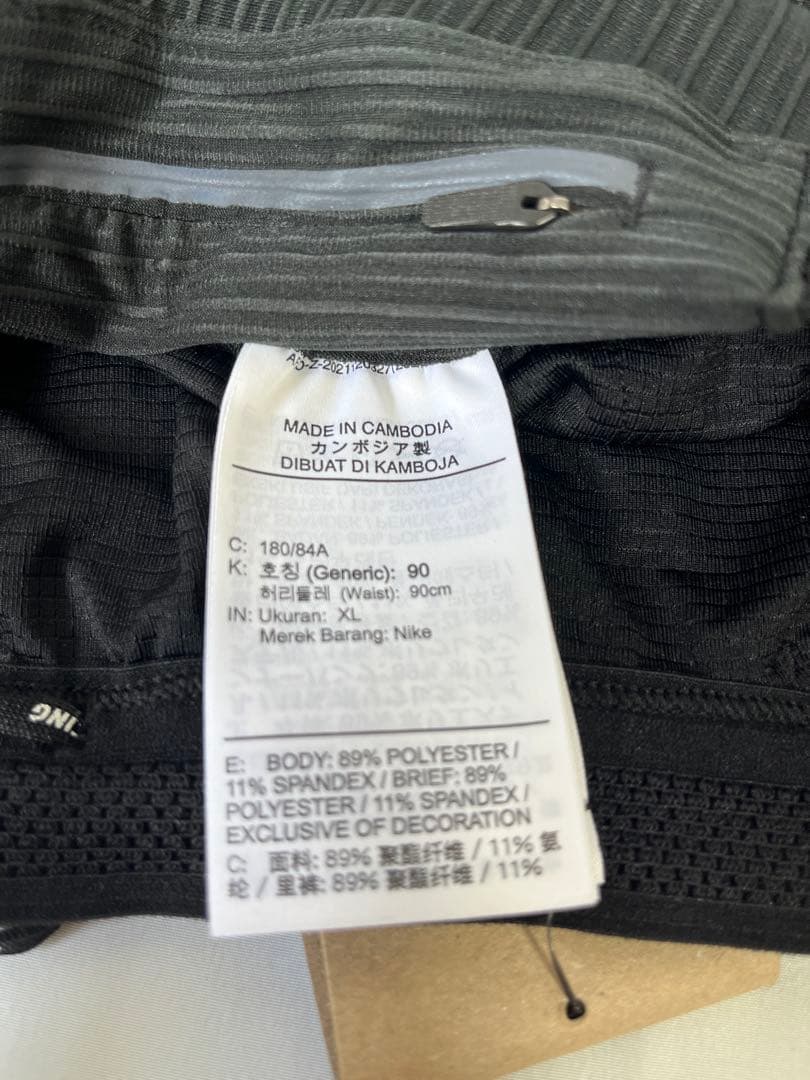 MADE IN CAMBODIA
カンボジア製
DIBUAT DI KAMBOJA
C: 180/84A
K: 호칭 (Generic): 90
허리둘레 (Waist): 90cm
IN: Ukuran: XL
Merek Barang: Nike
E: BODY: 89% POLYESTER /
11% SPANDEX / BRIEF: 89%
POLYESTER / 11% SPANDEX /
EXCLUSIVE OF DECORATION
C: 面料: 89% 聚酯纤维 / 11% 氨
纶 / 里裤: 89% 聚酯纤维 / 11%